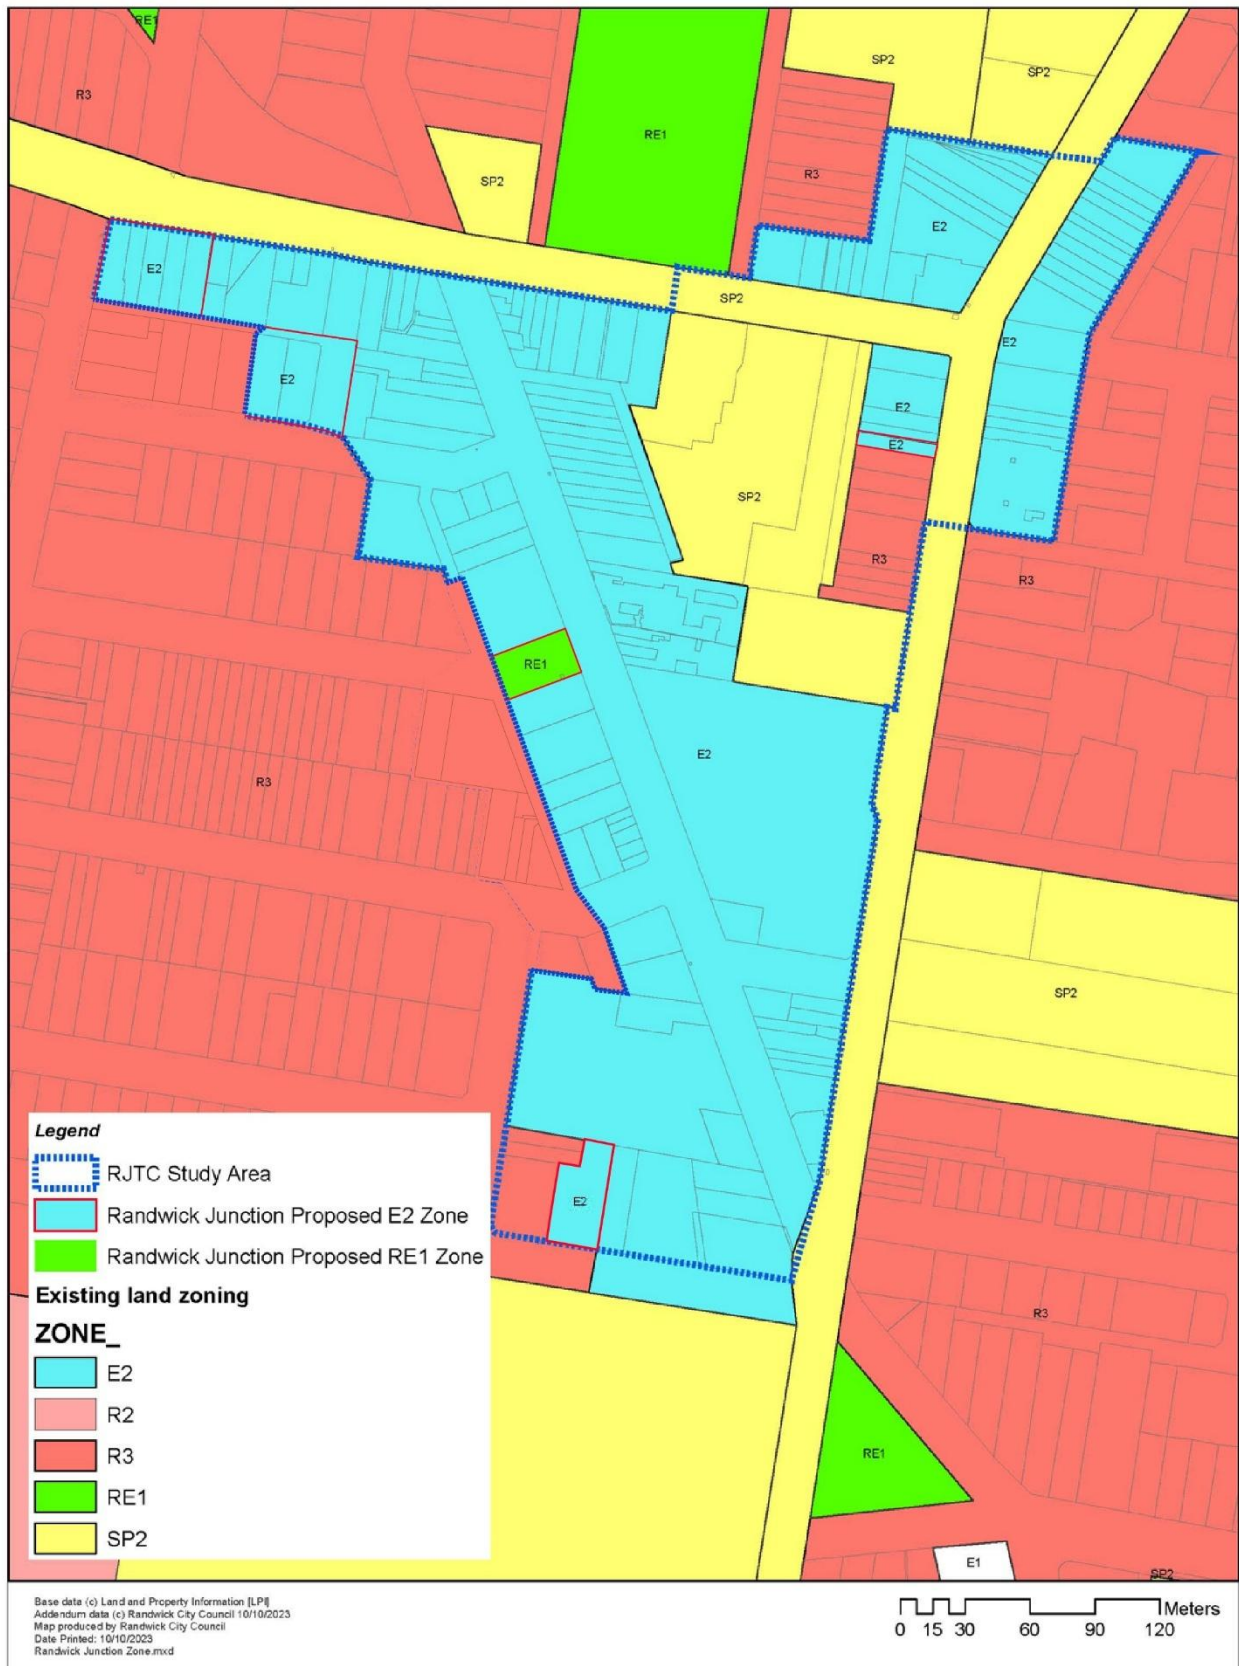 RE1
SP2
SP2
R3
RE1
R3
SP2
E2
E2
SP2
E2
E2
E2
E2
SP2
R3
R3
RE1
E2
R3
SP2
E2
R3
RE1
E1
SP2
Legend
RJTC Study Area
Randwick Junction Proposed E2 Zone
Randwick Junction Proposed RE1 Zone
Existing land zoning
ZONE_
E2
R2
R3
RE1
SP2
Base data (c) Land and Property Information [LPI]
Addendum data (c) Randwick City Council 10/10/2023
Map produced by Randwick City Council
Date Printed: 10/10/2023
Randwick Junction Zone.mxd
Meters
0 15 30 60 90 120